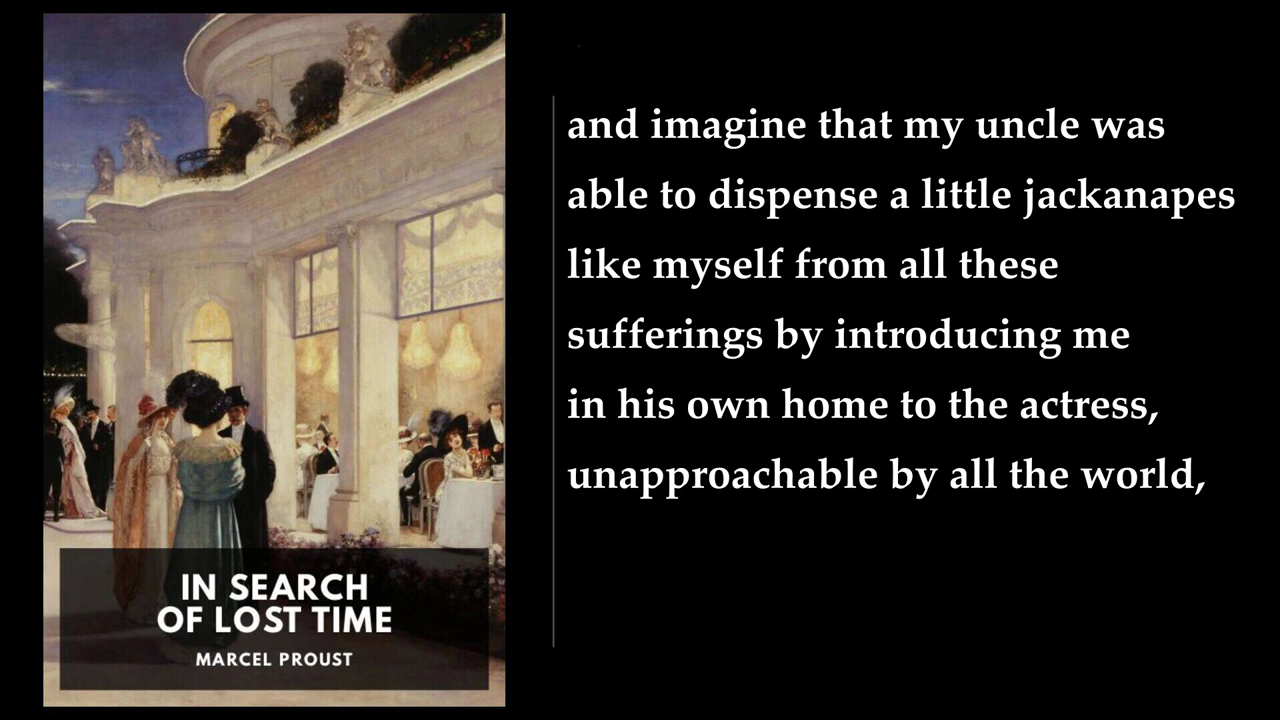 and imagine that my uncle was
able to dispense a little jackanapes
like myself from all these
sufferings by introducing me
in his own home to the actress,
unapproachable by all the world,
IN SEARCH
OF LOST TIME
MARCEL PROUST